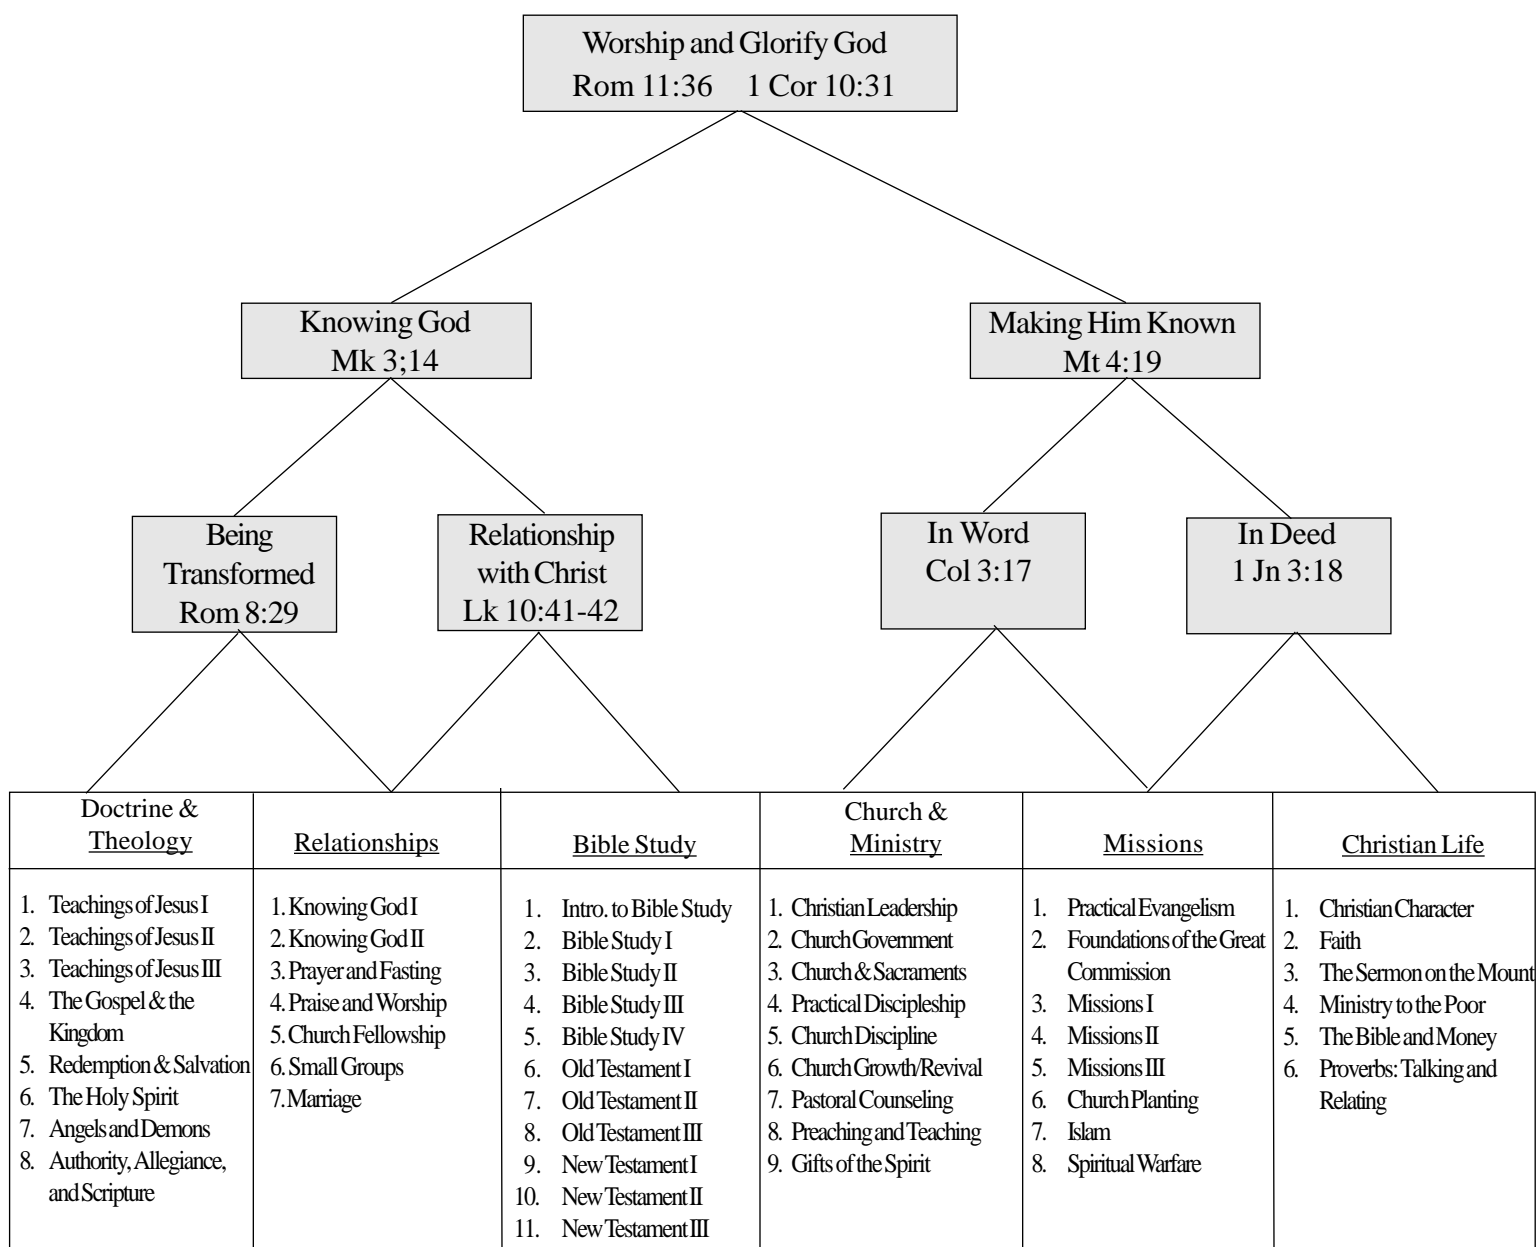 Worship and Glorify God
Rom 11:36 1 Cor 10:31
Knowing God
Mk 3;14
Making Him Known
Mt 4:19
Being
Transformed
Rom 8:29
Relationship
with Christ
Lk 10:41-42
In Word
Col 3:17
In Deed
1 Jn 3:18
Doctrine &
Theology
1. Teachings of Jesus I
2. Teachings of Jesus II
3. Teachings of Jesus III
4. The Gospel & the
Kingdom
5. Redemption & Salvation
6. The Holy Spirit
7. Angels and Demons
8. Authority, Allegiance,
and Scripture
Relationships
1. Knowing God I
2. Knowing God II
3. Prayer and Fasting
4. Praise and Worship
5. Church Fellowship
6. Small Groups
7. Marriage
Bible Study
1. Intro. to Bible Study
2. Bible Study I
3. Bible Study II
4. Bible Study III
5. Bible Study IV
6. Old Testament I
7. Old Testament II
8. Old Testament III
9. New Testament I
10. New Testament II
11. New Testament III
Church &
Ministry
1. Christian Leadership
2. Church Government
3. Church & Sacraments
4. Practical Discipleship
5. Church Discipline
6. Church Growth/Revival
7. Pastoral Counseling
8. Preaching and Teaching
9. Gifts of the Spirit
Missions
1. Practical Evangelism
2. Foundations of the Great
Commission
3. Missions I
4. Missions II
5. Missions III
6. Church Planting
7. Islam
8. Spiritual Warfare
Christian Life
1. Christian Character
2. Faith
3. The Sermon on the Mount
4. Ministry to the Poor
5. The Bible and Money
6. Proverbs: Talking and
Relating